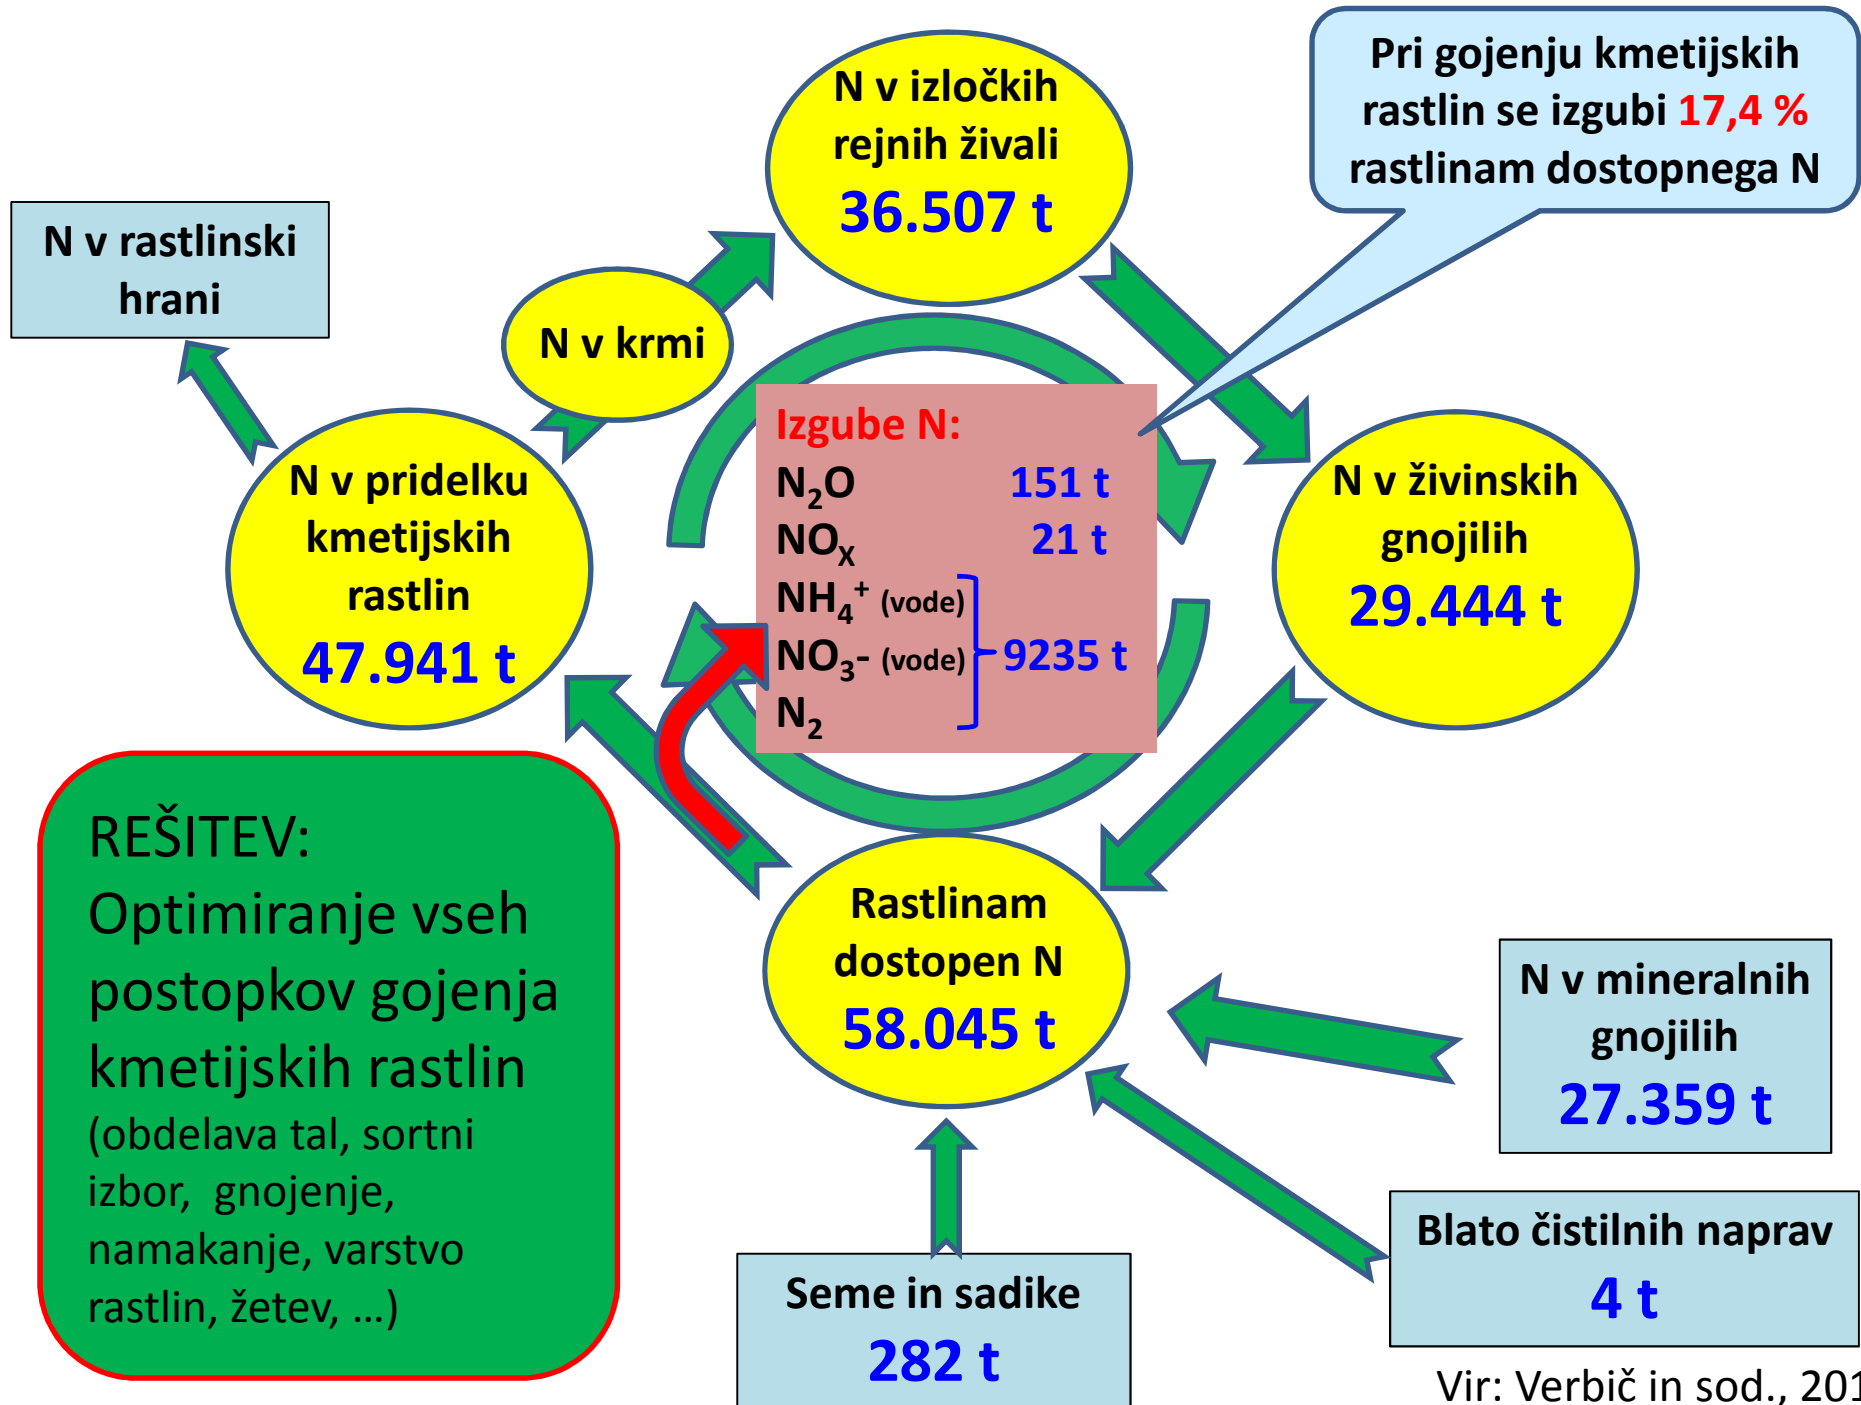 N v izločkih
rejnih živali
36.507 t
Pri gojenju kmetijskih
rastlin se izgubi 17,4 %
rastlinam dostopnega N
N v rastlinski
hrani
N v krmi
N v pridelku
kmetijskih
rastlin
47.941 t
Izgube N:
N₂O 151 t
NOₓ 21 t
NH₄⁺ (vode)
NO₃- (vode) 9235 t
N₂
N v živinskih
gnojilih
29.444 t
REŠITEV:
Optimiranje vseh
postopkov gojenja
kmetijskih rastlin
(obdelava tal, sortni
izbor, gnojenje,
namakanje, varstvo
rastlin, žetev, ...)
Rastlinam
dostopen N
58.045 t
N v mineralnih
gnojilih
27.359 t
Blato čistilnih naprav
4 t
Seme in sadike
282 t
Vir: Verbič in sod.,